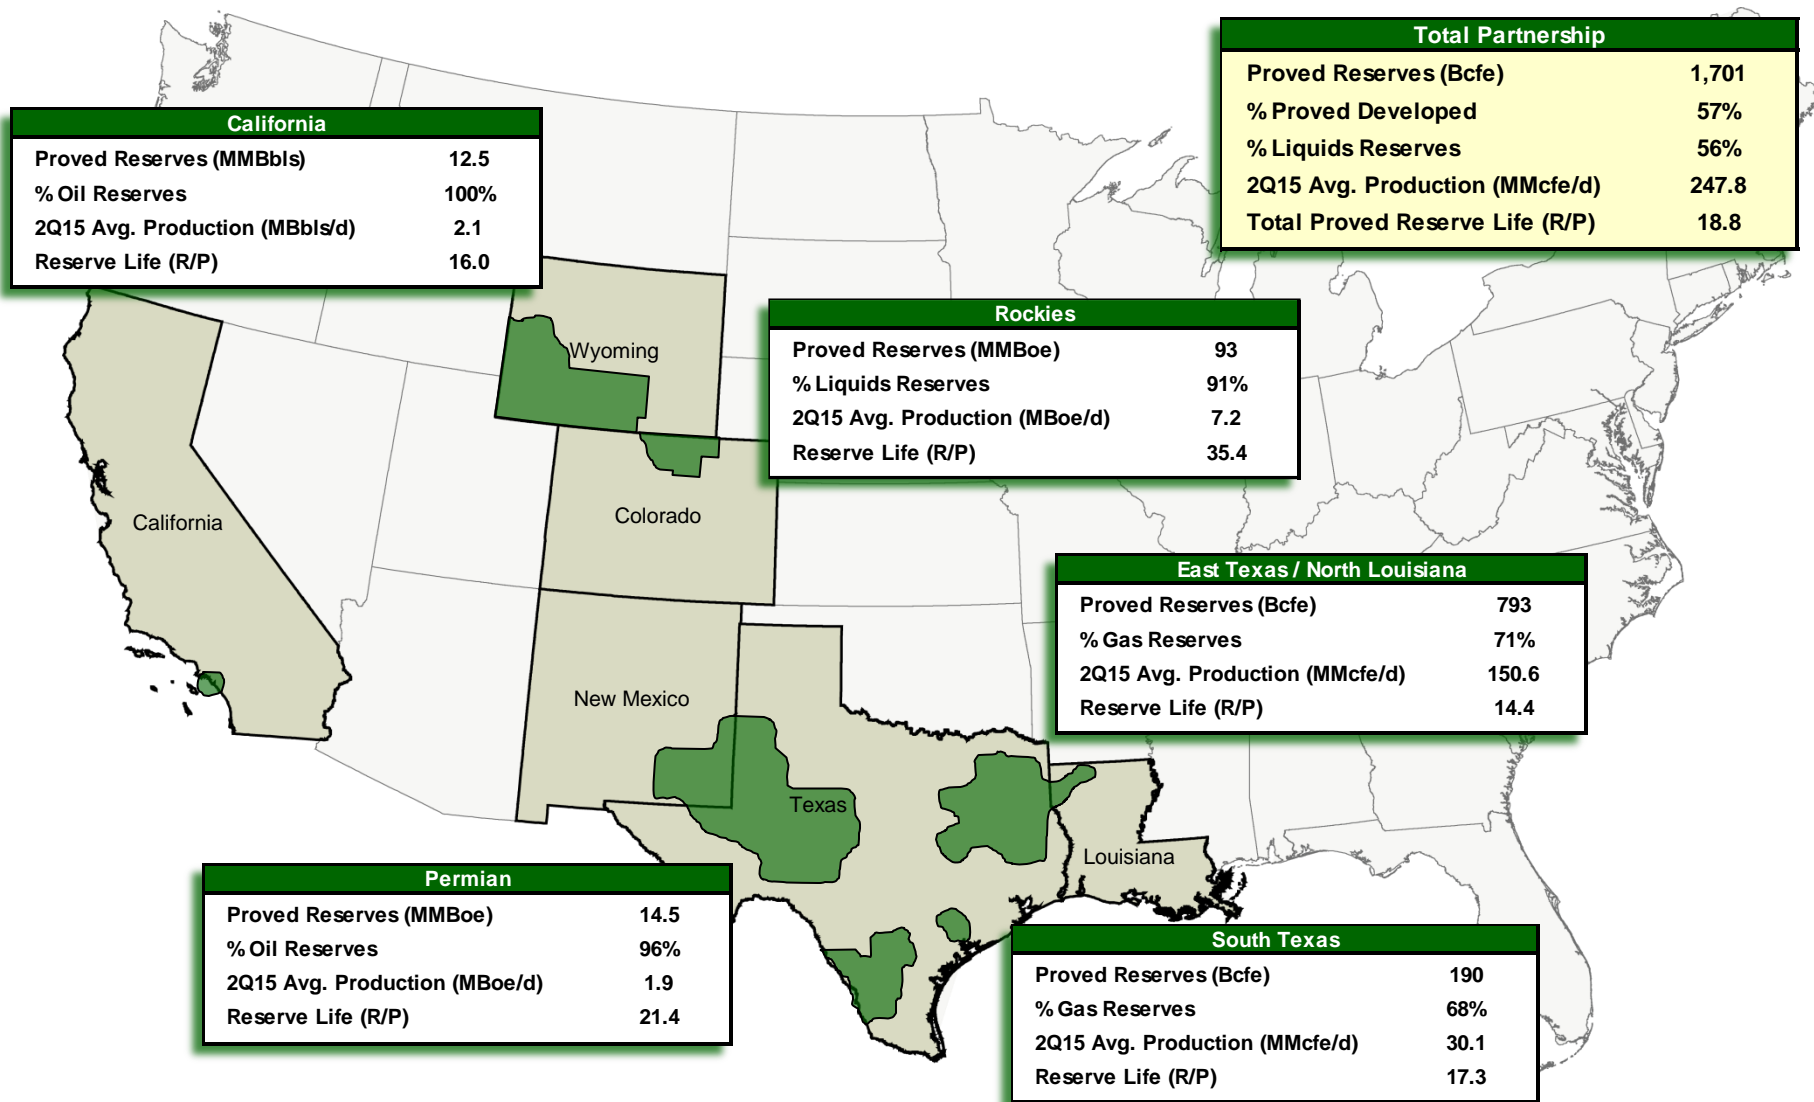 Total Partnership
Proved Reserves (Bcfe) 1,701
% Proved Developed 57%
% Liquids Reserves 56%
2Q15 Avg. Production (MMcfe/d) 247.8
Total Proved Reserve Life (R/P) 18.8
California
Proved Reserves (MMBbls) 12.5
% Oil Reserves 100%
2Q15 Avg. Production (MBbls/d) 2.1
Reserve Life (R/P) 16.0
Rockies
Proved Reserves (MMBoe) 93
% Liquids Reserves 91%
2Q15 Avg. Production (MBoe/d) 7.2
Reserve Life (R/P) 35.4
Wyoming
Colorado
California
East Texas / North Louisiana
Proved Reserves (Bcfe) 793
% Gas Reserves 71%
2Q15 Avg. Production (MMcfe/d) 150.6
Reserve Life (R/P) 14.4
New Mexico
Texas
Louisiana
Permian
Proved Reserves (MMBoe) 14.5
% Oil Reserves 96%
2Q15 Avg. Production (MBoe/d) 1.9
Reserve Life (R/P) 21.4
South Texas
Proved Reserves (Bcfe) 190
% Gas Reserves 68%
2Q15 Avg. Production (MMcfe/d) 30.1
Reserve Life (R/P) 17.3